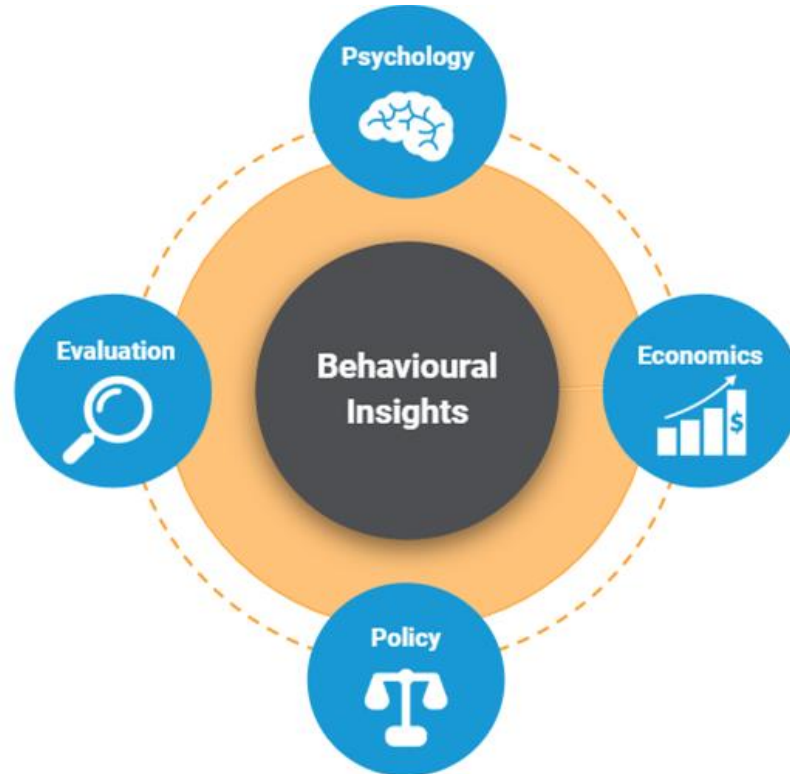 Psychology
Evaluation
Behavioural
Insights
Economics
$
Policy